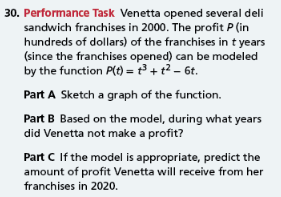 30. Performance Task Venetta opened several deli
sandwich franchises in 2000. The profit P (in
hundreds of dollars) of the franchises in t years
(since the franchises opened) can be modeled
by the function P(t) = t³ + t² − 6t.
Part A Sketch a graph of the function.
Part B Based on the model, during what years
did Venetta not make a profit?
Part C If the model is appropriate, predict the
amount of profit Venetta will receive from her
franchises in 2020.